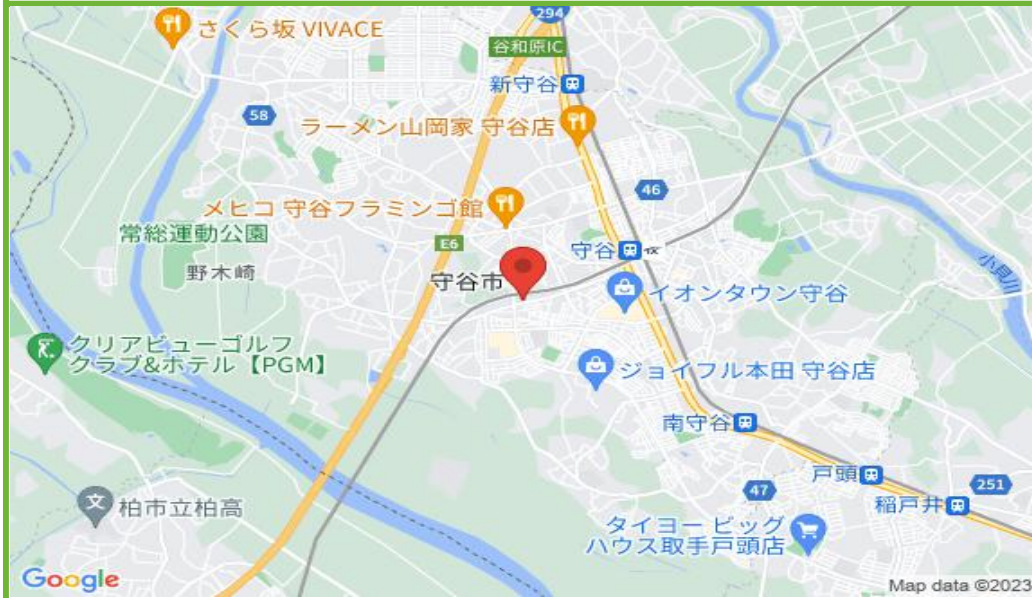 294
さくら坂 VIVACE
谷和原IC
新守谷
58
ラーメン山岡家 守谷店
46
メヒコ 守谷フラミンゴ館
常総運動公園
E6
守谷
野木崎
守谷市
小貝川
イオンタウン守谷
クリアビューゴルフ
クラブ&ホテル【PGM】
ジョイフル本田 守谷店
南守谷
戸頭
47
251
文
柏市立柏高
稲戸井
タイヨー ビッグ
ハウス取手戸頭店
Google
Map data ©2023